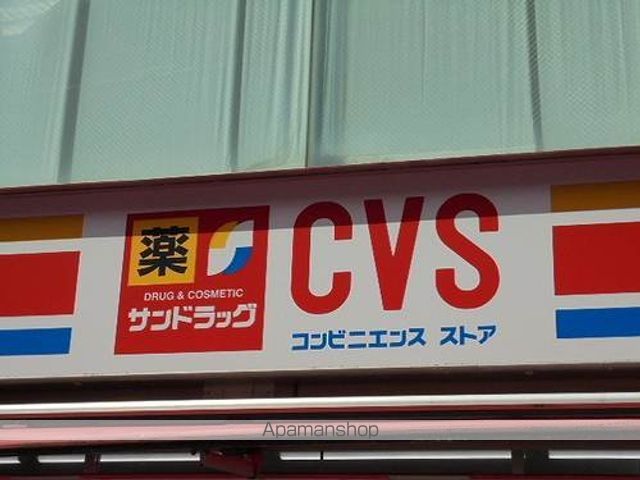 薬
DRUG & COSMETIC
サンドラッグ
CVS
コンビニエンス ストア
Apamanshop